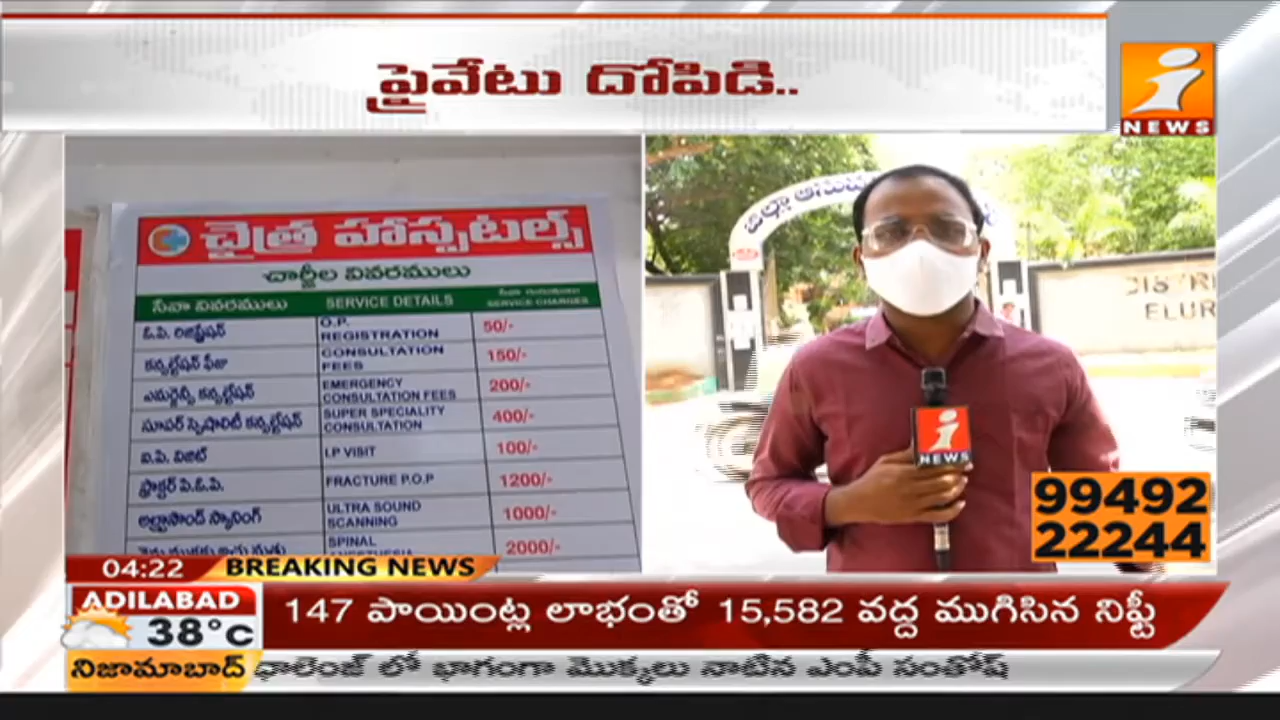 ప్రైవేటు దోపిడి..
i
NEWS
చైత్ర హాస్పటల్స్
చార్జీల వివరములు
సేవా వివరములు SERVICE DETAILS SERVICE CHARGES
ఓ.పి. రిజిస్ట్రేషన్ O.P. REGISTRATION 50/-
కన్సల్టేషన్ ఫీజు CONSULTATION FEES 150/-
ఎమర్జెన్సీ కన్సల్టేషన్ EMERGENCY CONSULTATION FEES 200/-
సూపర్ స్పెషాలిటీ కన్సల్టేషన్ SUPER SPECIALITY CONSULTATION 400/-
ఐ.పి. విజిట్ I.P VISIT 100/-
ఫ్రాక్చర్ పి.ఓ.పి. FRACTURE P.O.P 1200/-
అల్ట్రాసౌండ్ స్కానింగ్ ULTRA SOUND SCANNING 1000/-
SPINAL ANESTHESIA 2000/-
జిల్లా
DISTRI
ELUR
i
NEWS
99492
22244
04:22 BREAKING NEWS
ADILABAD
38°c
147 పాయింట్ల లాభంతో 15,582 వద్ద ముగిసిన నిఫ్టీ
నిజామాబాద్ ఛాలెంజ్ లో భాగంగా మొక్కలు నాటిన ఎంపీ సంతోష్